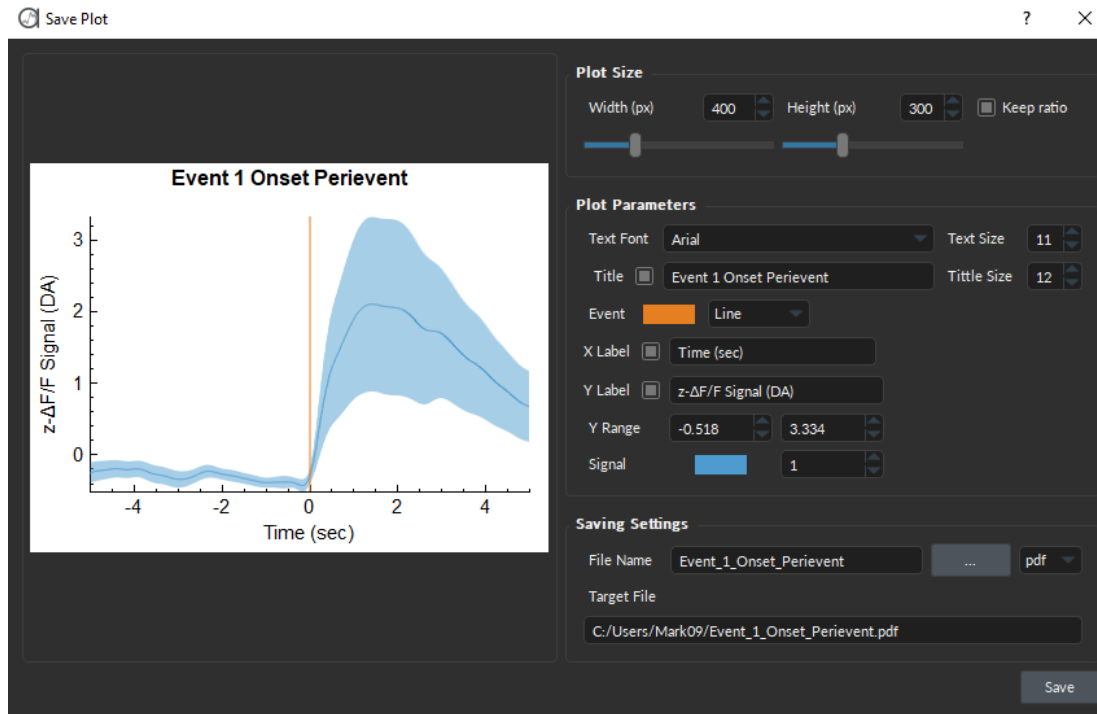 Save Plot
?
Event 1 Onset Perievent
z-ΔF/F Signal (DA)
3
2
1
0
-4
-2
0
2
4
Time (sec)
Plot Size
Width (px) 400 Height (px) 300 Keep ratio
Plot Parameters
Text Font Arial Text Size 11
Title Event 1 Onset Perievent Tittle Size 12
Event Line
X Label Time (sec)
Y Label z-ΔF/F Signal (DA)
Y Range -0.518 3.334
Signal 1
Saving Settings
File Name Event_1_Onset_Perievent ... pdf
Target File
C:/Users/Mark09/Event_1_Onset_Perievent.pdf
Save